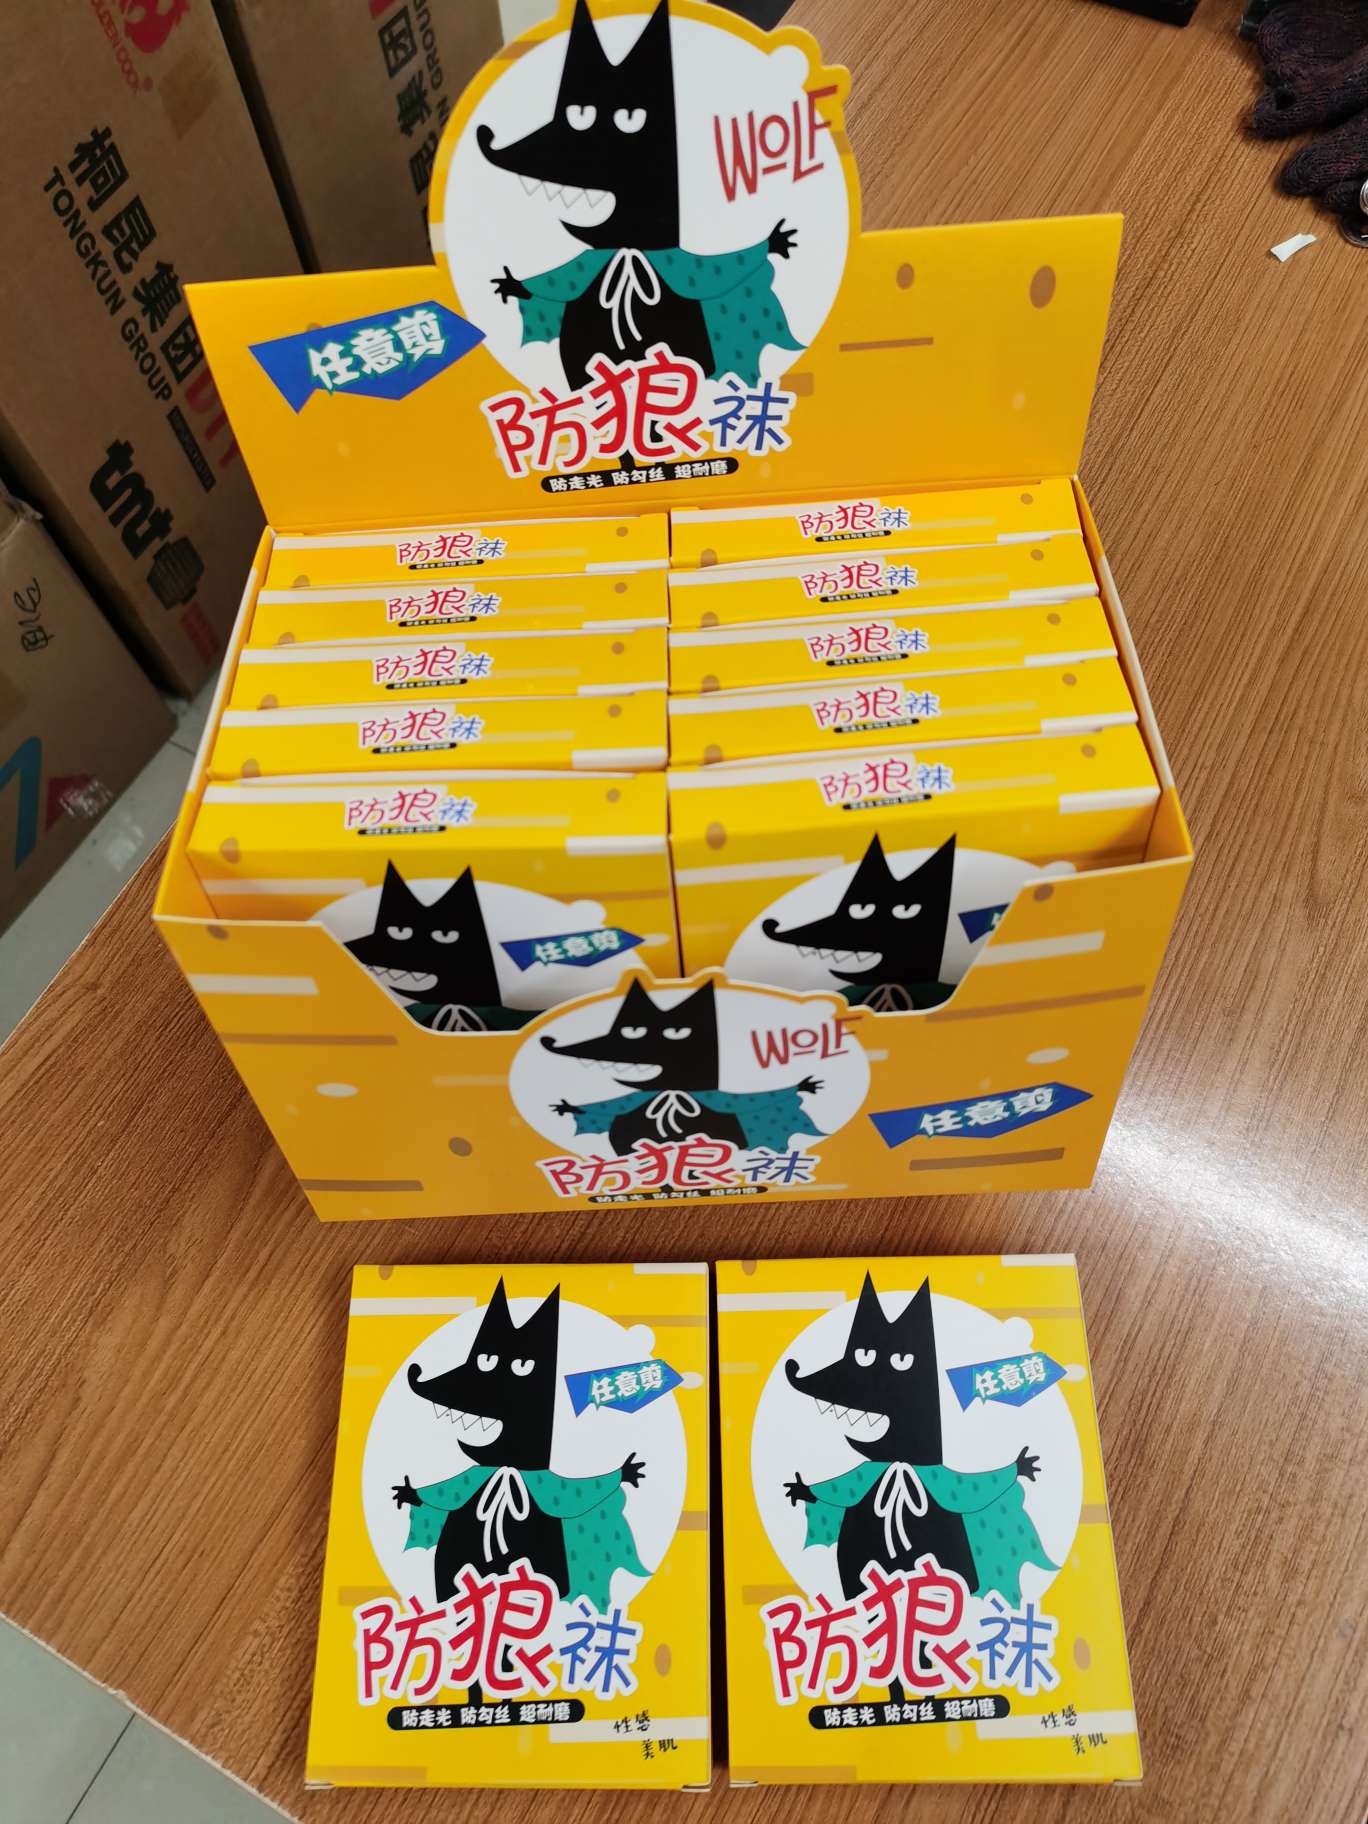 GOLDEN COCK
桐昆集团
TONGKUN GROUP
DTY
tmt
WOLF
任意剪
防狼袜
防走光 防勾丝 超耐磨
防狼袜
防狼袜
防狼袜
防狼袜
防狼袜
防狼袜
防狼袜
防狼袜
防狼袜
防狼袜
任意剪
WOLF
任意剪
防狼袜
防走光 防勾丝 超耐磨
任意剪
防狼袜
防走光 防勾丝 超耐磨
性感
美肌
任意剪
防狼袜
防走光 防勾丝 超耐磨
性感
美肌